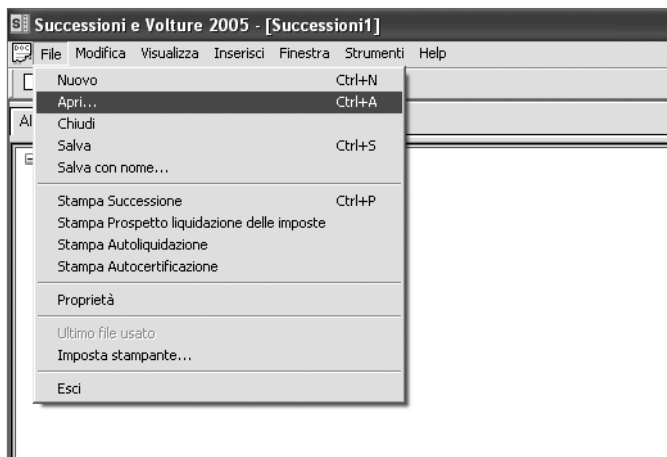 Successioni e Volture 2005 - [Successioni1]
File Modifica Visualizza Inserisci Finestra Strumenti Help
Nuovo Ctrl+N
Apri... Ctrl+A
Chiudi
Salva Ctrl+S
Salva con nome...
Stampa Successione Ctrl+P
Stampa Prospetto liquidazione delle imposte
Stampa Autoliquidazione
Stampa Autocertificazione
Proprietà
Ultimo file usato
Imposta stampante...
Esci